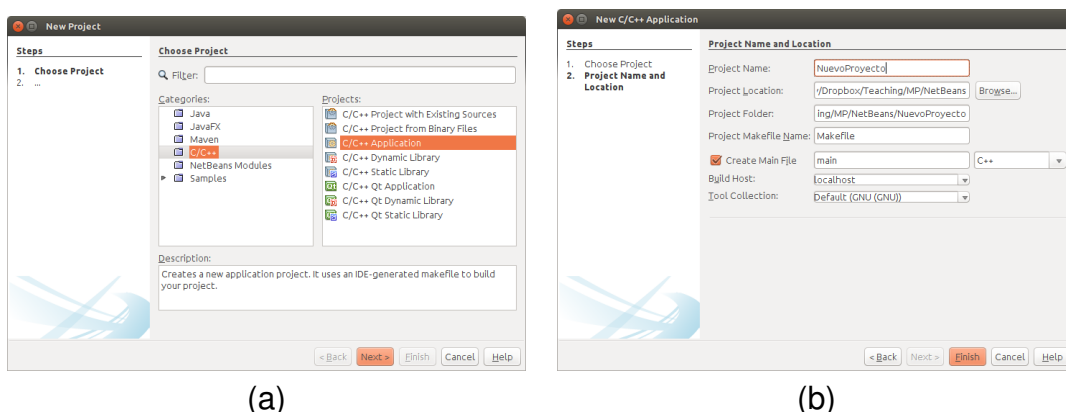 New Project
Steps
1. Choose Project
2. ...
Choose Project
Filter:
Categories:
Java
JavaFX
Maven
C/C++
NetBeans Modules
Samples
Projects:
C/C++ Project with Existing Sources
C/C++ Project from Binary Files
C/C++ Application
C/C++ Dynamic Library
C/C++ Static Library
C/C++ Qt Application
C/C++ Qt Dynamic Library
C/C++ Qt Static Library
Description:
Creates a new application project. It uses an IDE-generated makefile to build
your project.
< Back Next > Finish Cancel Help
(a)
New C/C++ Application
Steps
1. Choose Project
2. Project Name and
Location
Project Name and Location
Project Name: NuevoProyecto
Project Location: /Dropbox/Teaching/MP/NetBeans Browse...
Project Folder: ing/MP/NetBeans/NuevoProyecto
Project Makefile Name: Makefile
Create Main File main C++
Build Host: localhost
Tool Collection: Default (GNU (GNU))
< Back Next > Finish Cancel Help
(b)